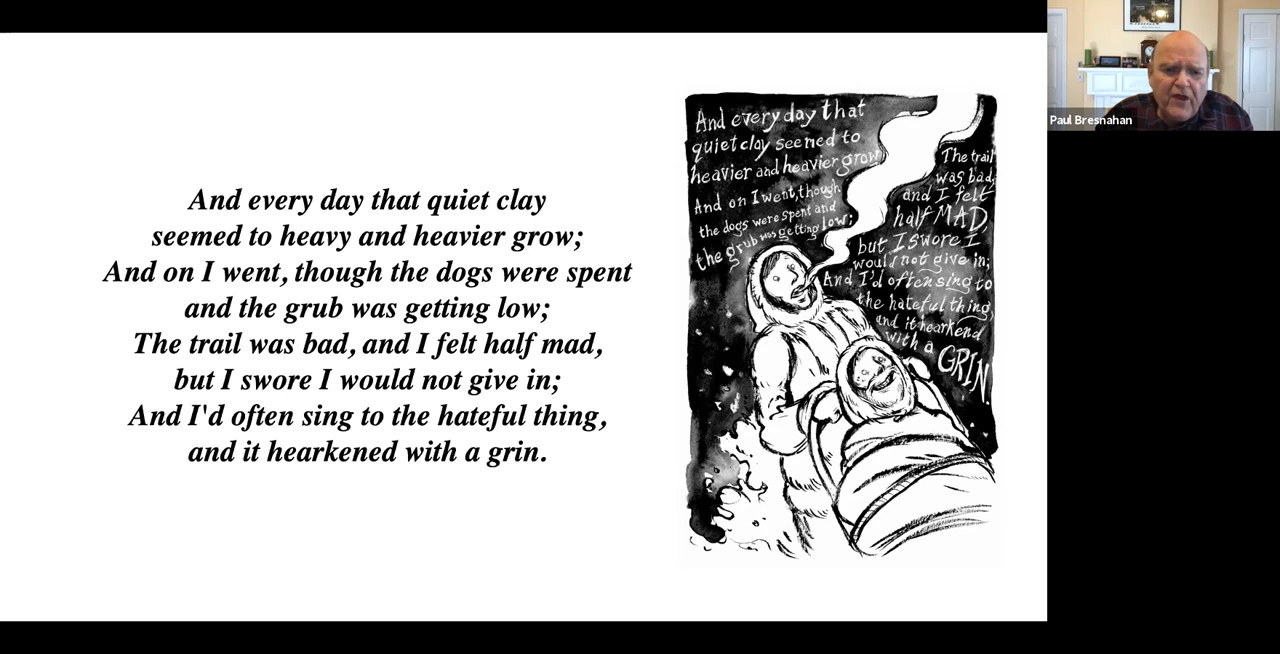 And every day that quiet clay
seemed to heavy and heavier grow;
And on I went, though the dogs were spent
and the grub was getting low;
The trail was bad, and I felt half mad,
but I swore I would not give in;
And I'd often sing to the hateful thing,
and it hearkened with a grin.
And every day that
quiet clay seemed to
heavier and heavier grow
And on I went, though
the dogs were spent and
the grub was getting low;
The trail
was bad,
and I felt
half MAD,
but I swore I
would not give in;
And I'd often sing to
the hateful thing,
and it hearkend
with a
GRIN.
Paul Bresnahan